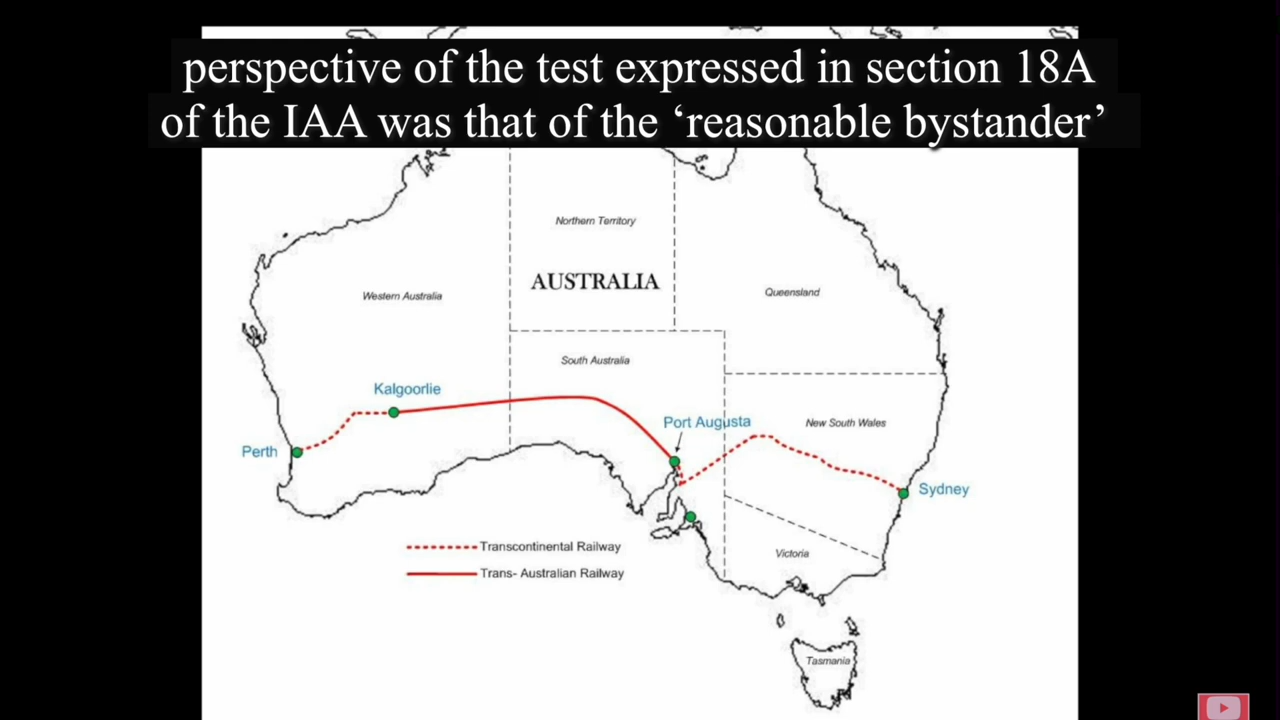 perspective of the test expressed in section 18A
of the IAA was that of the ‘reasonable bystander’
Northern Territory
AUSTRALIA
Western Australia
Queensland
South Australia
Kalgoorlie
Port Augusta
New South Wales
Perth
Sydney
Transcontinental Railway
Victoria
Trans- Australian Railway
Tasmania